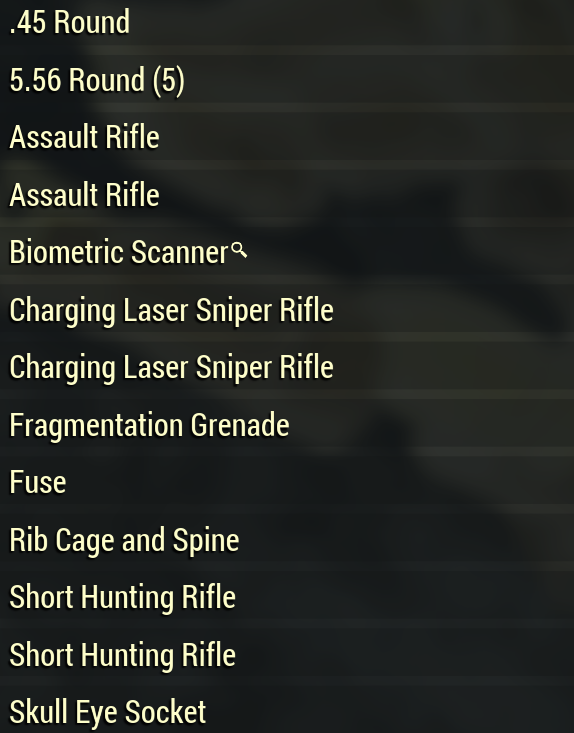 .45 Round
5.56 Round (5)
Assault Rifle
Assault Rifle
Biometric Scanner
Charging Laser Sniper Rifle
Charging Laser Sniper Rifle
Fragmentation Grenade
Fuse
Rib Cage and Spine
Short Hunting Rifle
Short Hunting Rifle
Skull Eye Socket